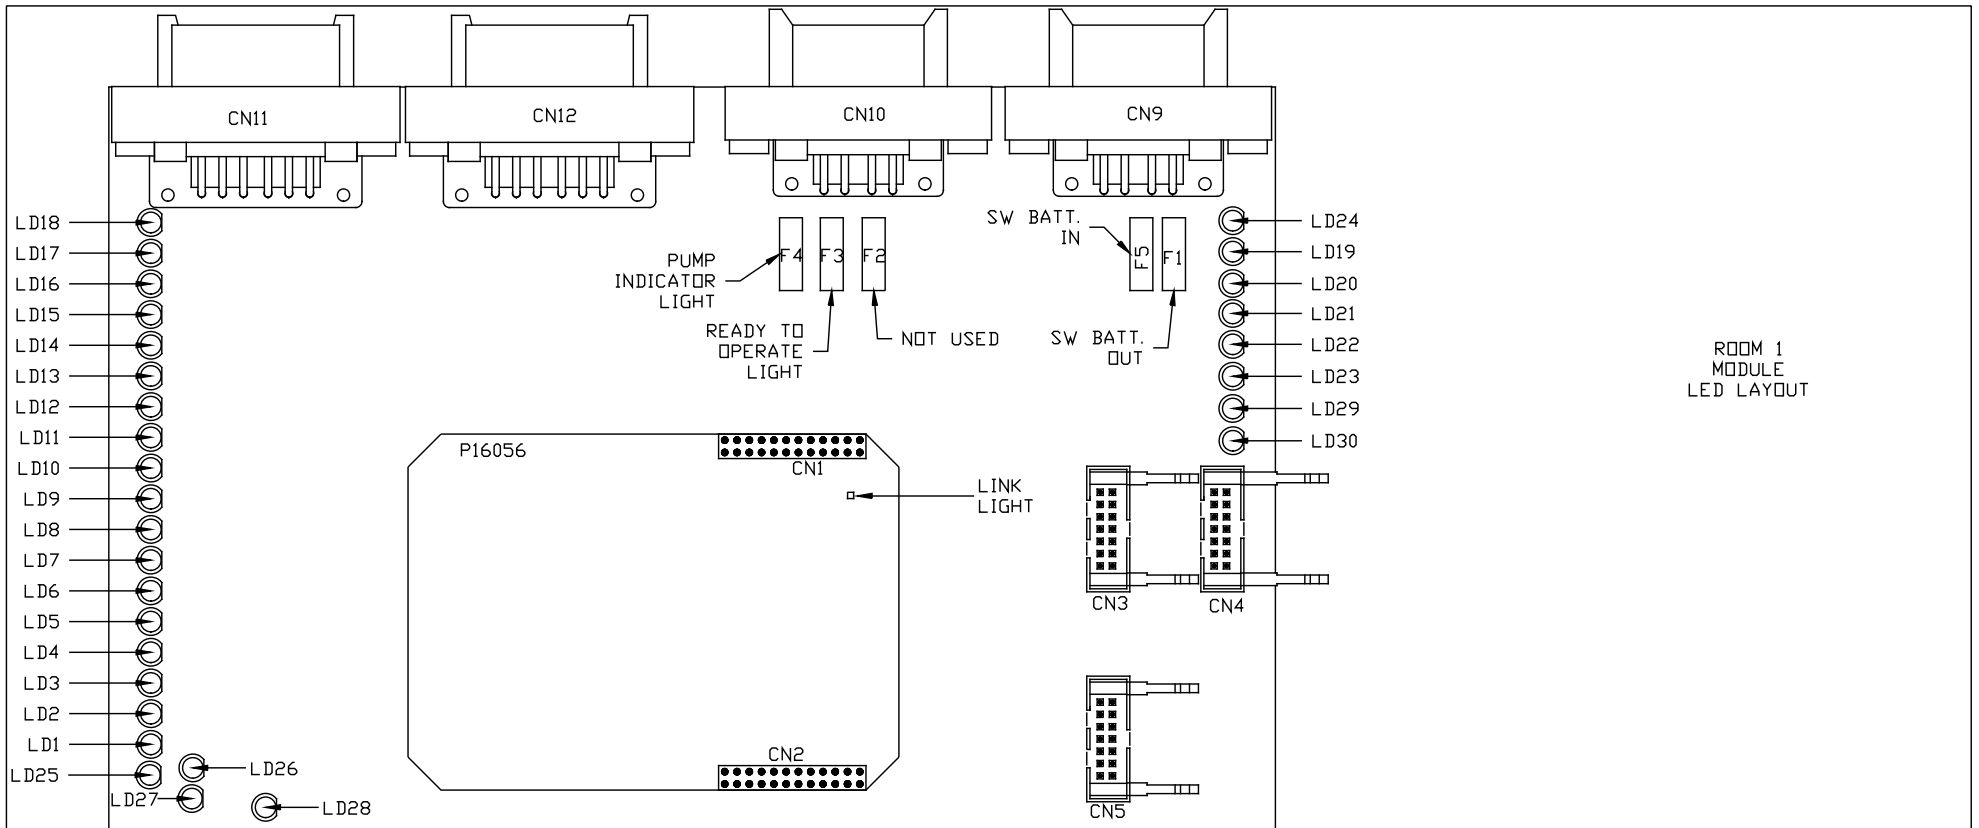 CN11
CN12
CN10
CN9
LD18
LD17
LD16
LD15
LD14
LD13
LD12
LD11
LD10
LD9
LD8
LD7
LD6
LD5
LD4
LD3
LD2
LD1
LD25
LD26
LD27
LD28
PUMP
INDICATOR
LIGHT
F4
F3
F2
READY TO
OPERATE
LIGHT
NOT USED
SW BATT.
IN
F5
F1
SW BATT.
OUT
LD24
LD19
LD20
LD21
LD22
LD23
LD29
LD30
ROOM 1
MODULE
LED LAYOUT
P16056
CN1
LINK
LIGHT
CN2
CN3
CN4
CN5